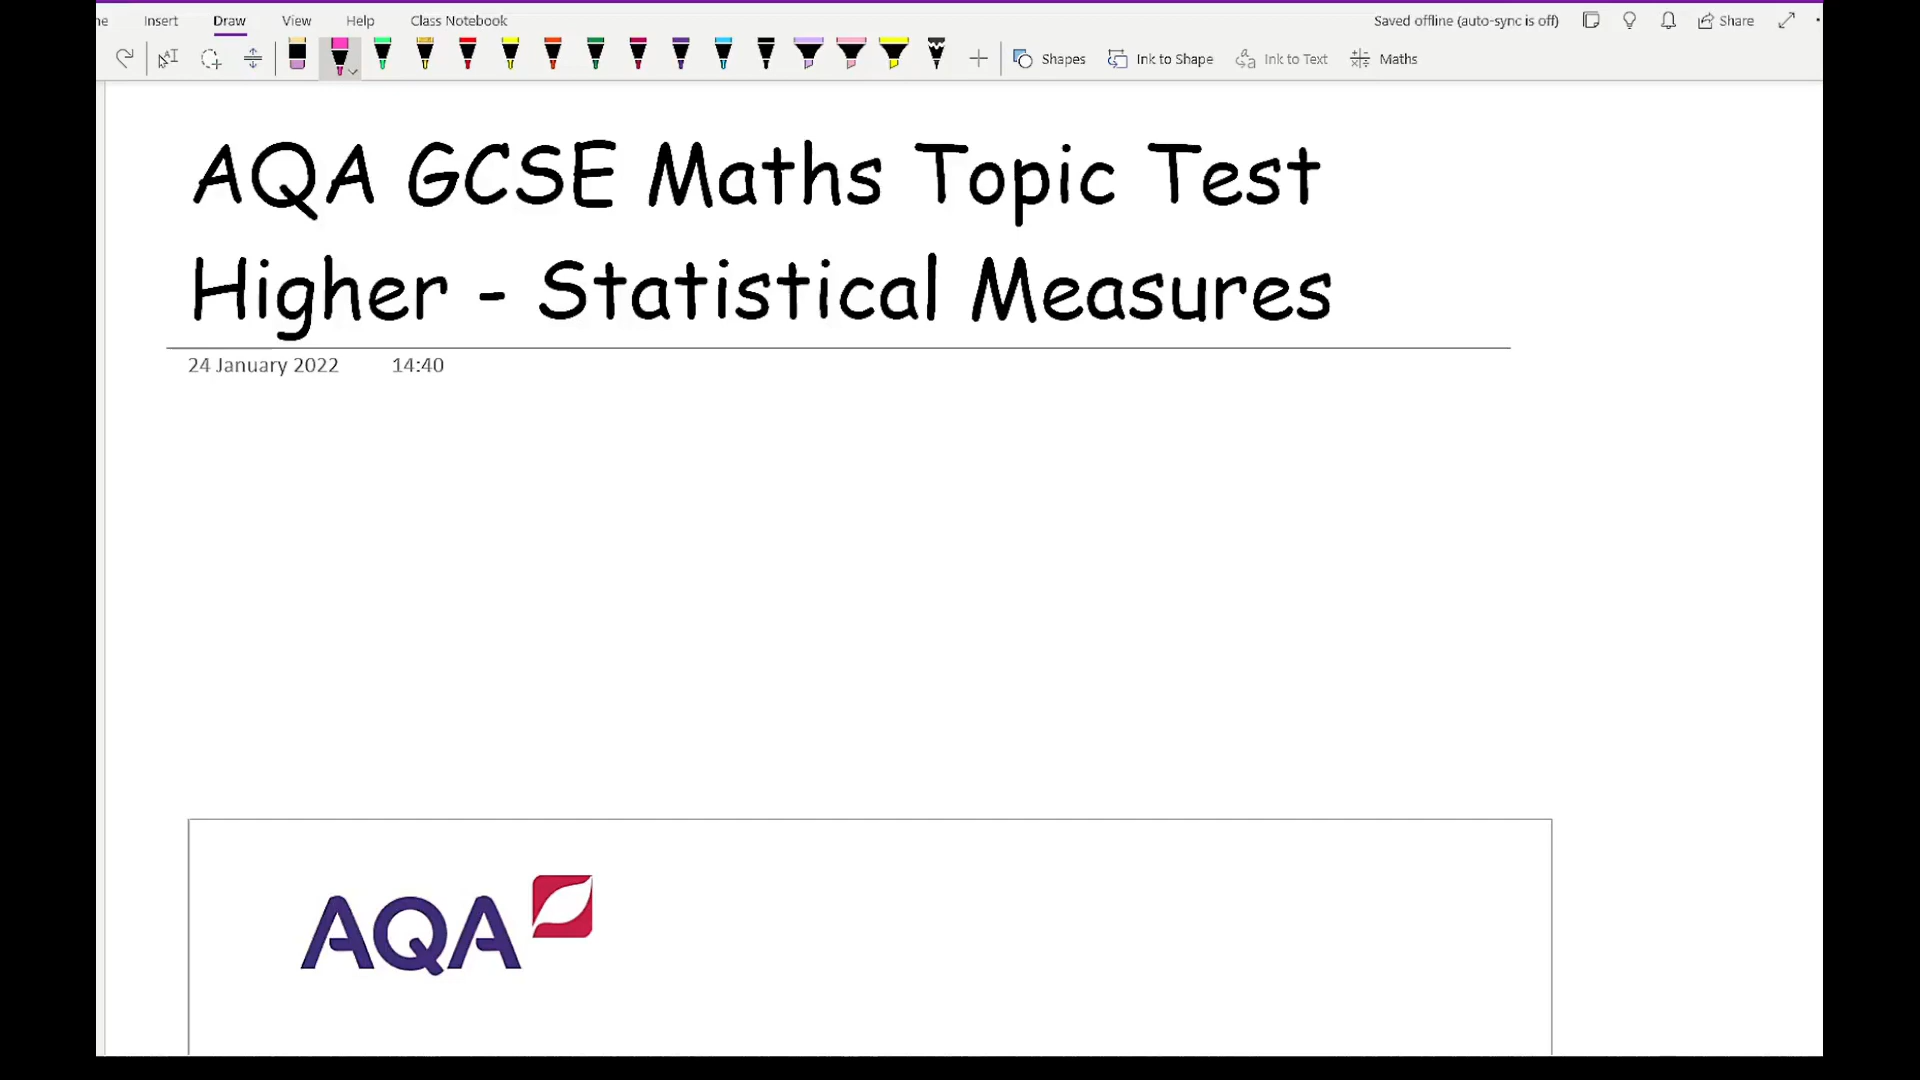 Insert Draw View Help Class Notebook Saved offline (auto-sync is off) Share
Shapes Ink to Shape Ink to Text Maths
AQA GCSE Maths Topic Test
Higher - Statistical Measures
24 January 2022 14:40
AQA